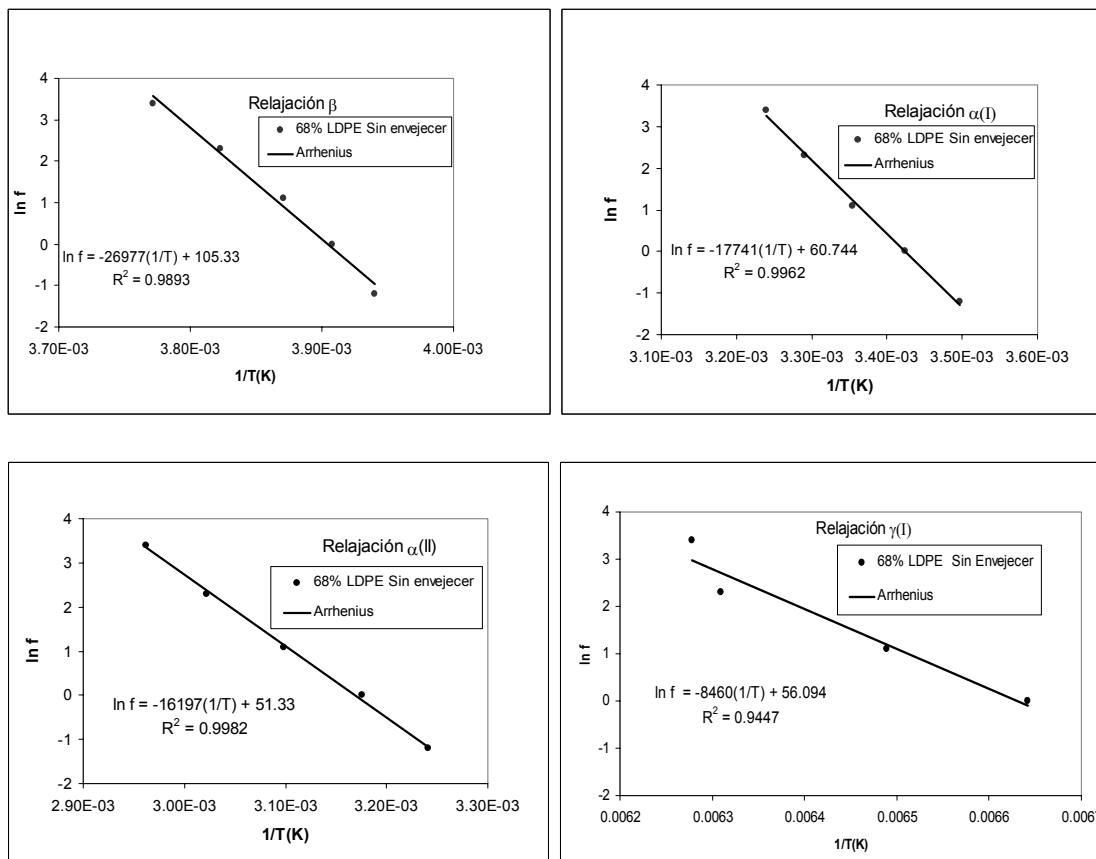 Relajación β
68% LDPE Sin envejecer
Arrhenius
ln f = -26977(1/T) + 105.33
R² = 0.9893
ln f
4
3
2
1
0
-1
-2
3.70E-03 3.80E-03 3.90E-03 4.00E-03
1/T(K)
Relajación α(I)
68% LDPE Sin envejecer
Arrhenius
ln f = -17741(1/T) + 60.744
R² = 0.9962
ln f
4
3
2
1
0
-1
-2
3.10E-03 3.20E-03 3.30E-03 3.40E-03 3.50E-03 3.60E-03
1/T(K)
Relajación α(II)
68% LDPE Sin envejecer
Arrhenius
ln f = -16197(1/T) + 51.33
R² = 0.9982
ln f
4
3
2
1
0
-1
-2
2.90E-03 3.00E-03 3.10E-03 3.20E-03 3.30E-03
1/T(K)
Relajación γ(I)
68% LDPE Sin Envejecer
Arrhenius
ln f = -8460(1/T) + 56.094
R² = 0.9447
ln f
4
3
2
1
0
-1
-2
0.0062 0.0063 0.0064 0.0065 0.0066
1/T(K)